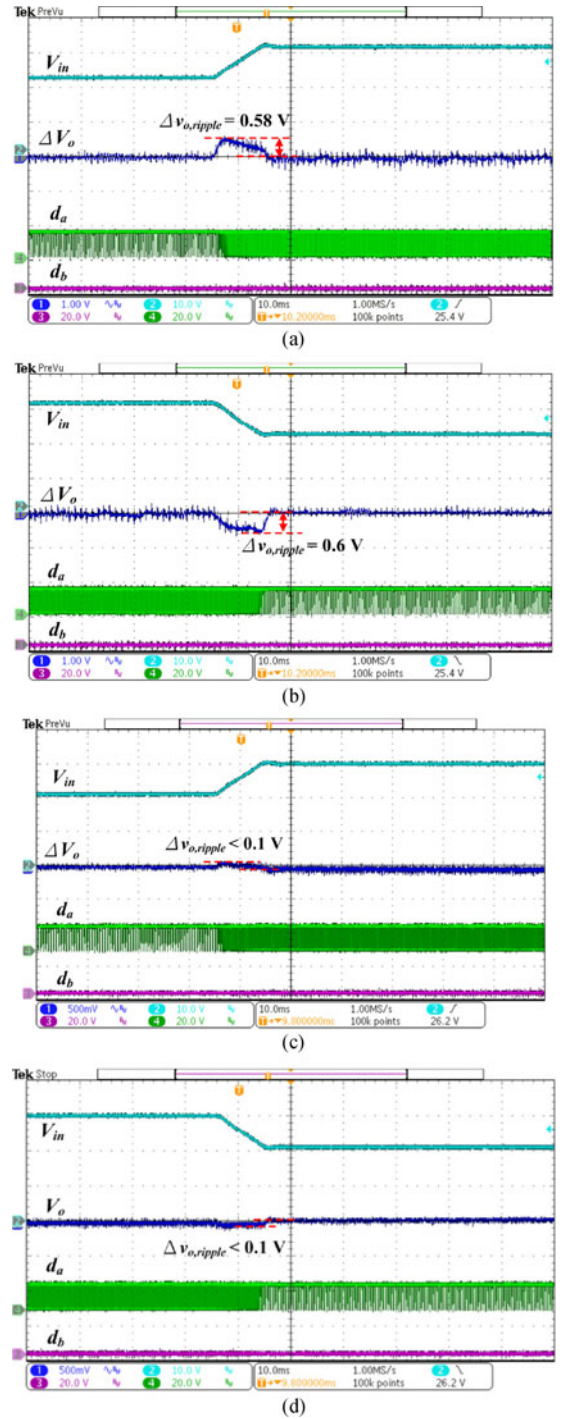 Tek PreVu
V_in
Δv_o,ripple = 0.58 V
ΔV_o
d_a
d_b
1 1.00 V 2 10.0 V 10.0ms 1.00MS/s 2
3 20.0 V 4 20.0 V T 10.20000ms 100k points 25.4 V
(a)
Tek PreVu
V_in
ΔV_o
Δv_o,ripple = 0.6 V
d_a
d_b
1 1.00 V 2 10.0 V 10.0ms 1.00MS/s 2
3 20.0 V 4 20.0 V T 10.20000ms 100k points 25.4 V
(b)
Tek PreVu
V_in
Δv_o,ripple < 0.1 V
ΔV_o
d_a
d_b
1 500mV 2 10.0 V 10.0ms 1.00MS/s 2
3 20.0 V 4 20.0 V T 9.800000ms 100k points 26.2 V
(c)
Tek Stop
V_in
V_o
Δv_o,ripple < 0.1 V
d_a
d_b
1 500mV 2 10.0 V 10.0ms 1.00MS/s 2
3 20.0 V 4 20.0 V T 9.800000ms 100k points 26.2 V
(d)